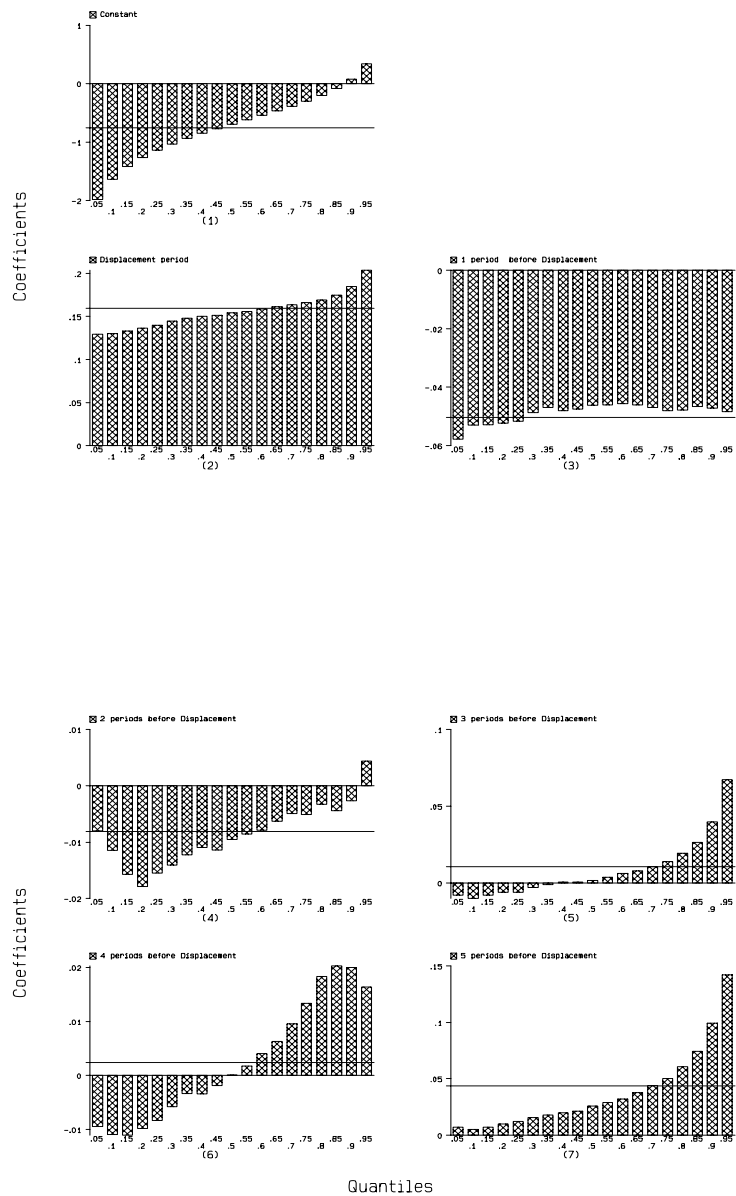 Constant
1
0
-1
-2
.05 .15 .25 .35 .45 .55 .65 .75 .85 .95
.1 .2 .3 .4 .5 .6 .7 .8 .9
(1)
Coefficients
Displacement period
.2
.15
.1
.05
0
.05 .15 .25 .35 .45 .55 .65 .75 .85 .95
.1 .2 .3 .4 .5 .6 .7 .8 .9
(2)
1 period before Displacement
0
-.02
-.04
-.06
.05 .15 .25 .35 .45 .55 .65 .75 .85 .95
.1 .2 .3 .4 .5 .6 .7 .8 .9
(3)
2 periods before Displacement
.01
0
-.01
-.02
.05 .15 .25 .35 .45 .55 .65 .75 .85 .95
.1 .2 .3 .4 .5 .6 .7 .8 .9
(4)
3 periods before Displacement
.1
.05
0
.05 .15 .25 .35 .45 .55 .65 .75 .85 .95
.1 .2 .3 .4 .5 .6 .7 .8 .9
(5)
Coefficients
4 periods before Displacement
.02
.01
0
-.01
.05 .15 .25 .35 .45 .55 .65 .75 .85 .95
.1 .2 .3 .4 .5 .6 .7 .8 .9
(6)
5 periods before Displacement
.15
.1
.05
0
.05 .15 .25 .35 .45 .55 .65 .75 .85 .95
.1 .2 .3 .4 .5 .6 .7 .8 .9
(7)
Quantiles